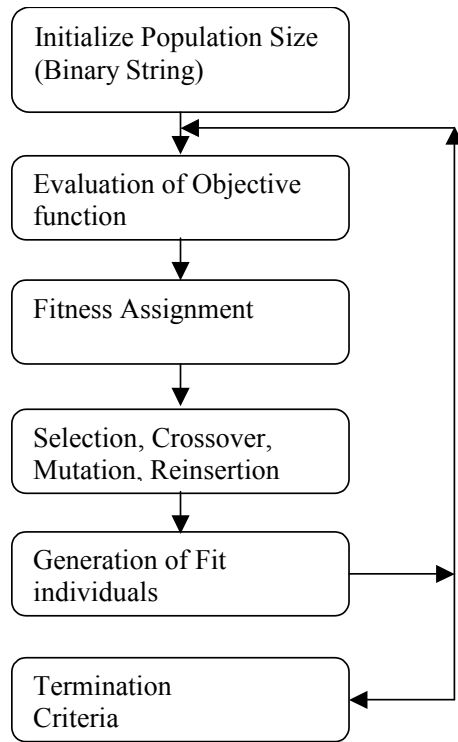 Initialize Population Size
(Binary String)
Evaluation of Objective
function
Fitness Assignment
Selection, Crossover,
Mutation, Reinsertion
Generation of Fit
individuals
Termination
Criteria